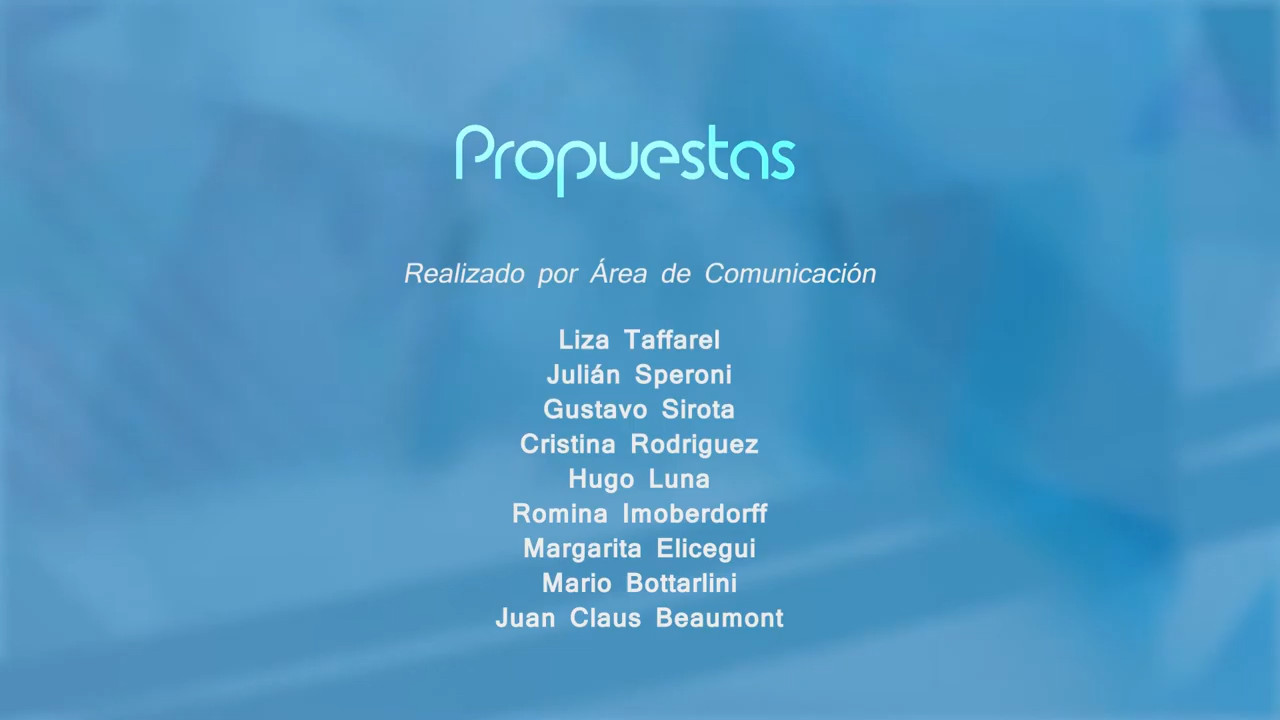 Propuestas
Realizado por Área de Comunicación
Liza Taffarel
Julián Speroni
Gustavo Sirota
Cristina Rodriguez
Hugo Luna
Romina Imoberdorff
Margarita Elicegui
Mario Bottarlini
Juan Claus Beaumont